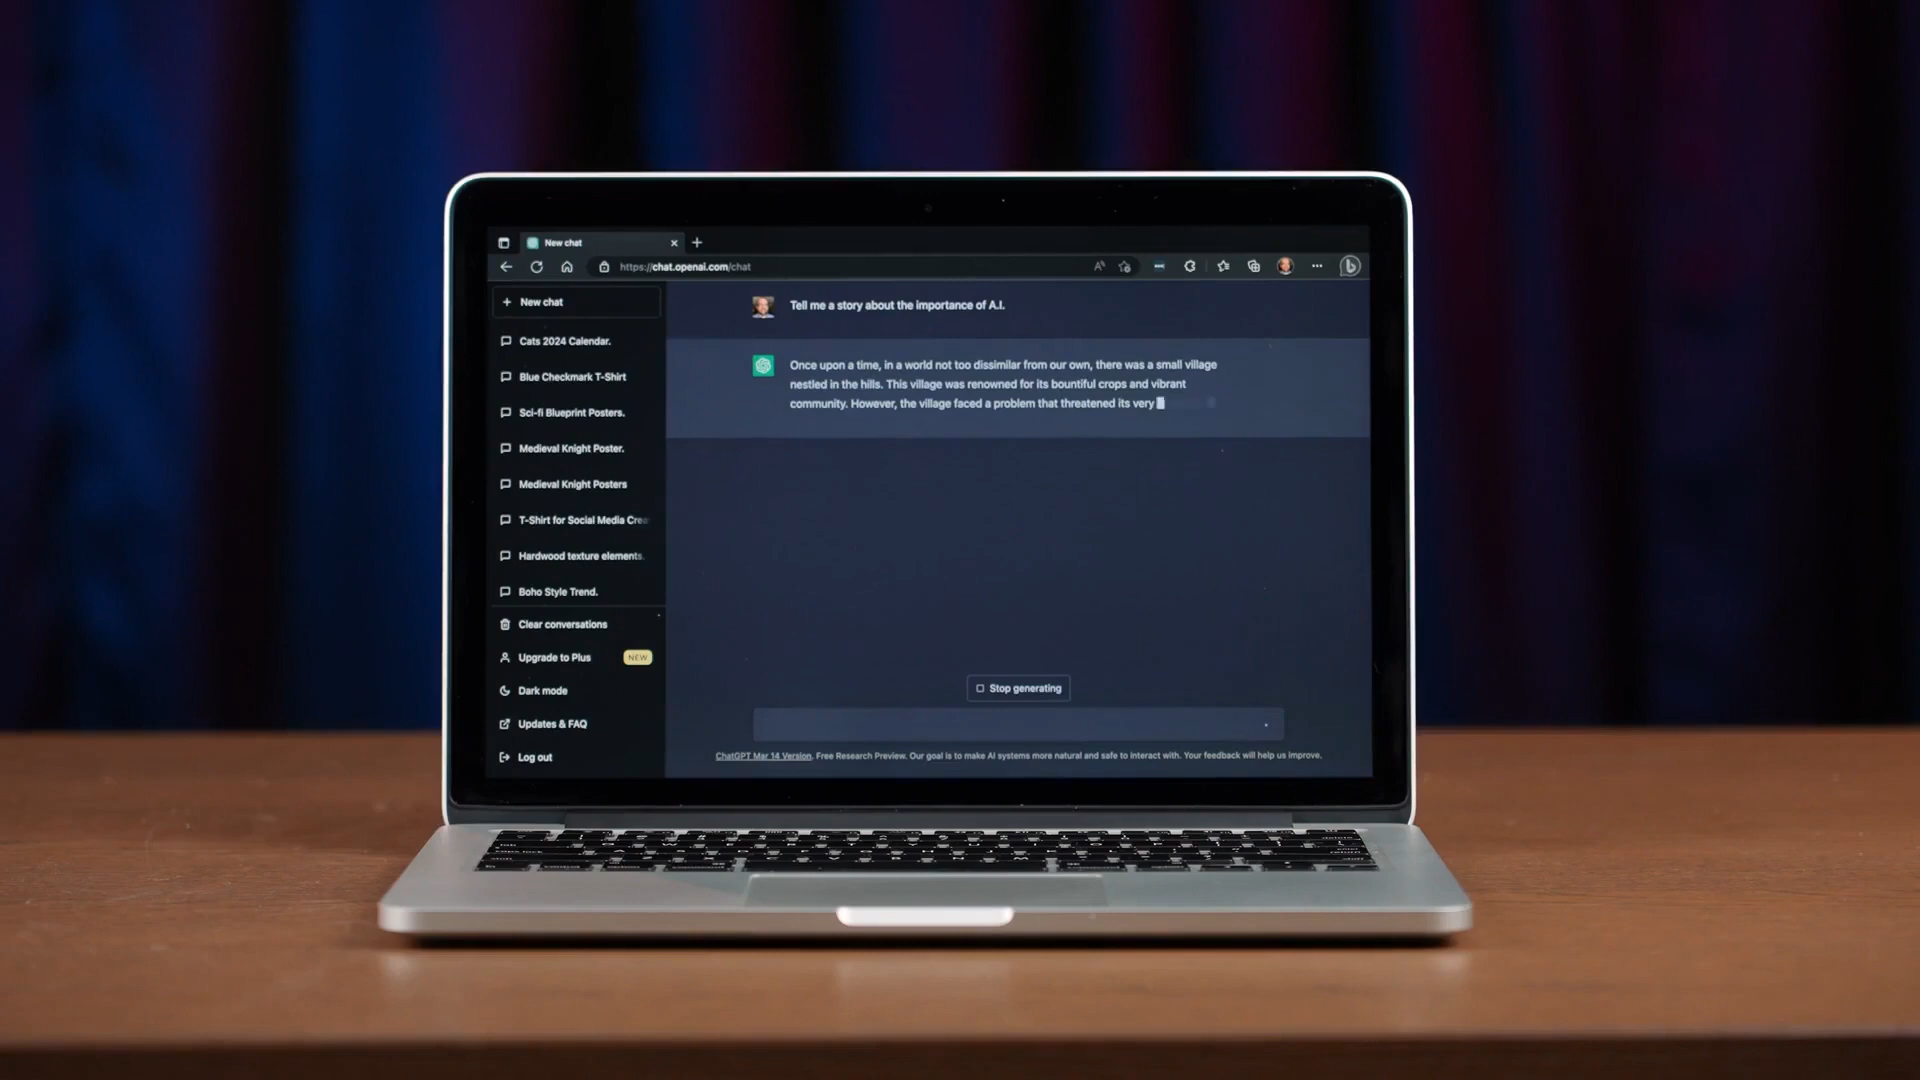 New chat
https://chat.openai.com/chat
New chat
Cats 2024 Calendar.
Blue Checkmark T-Shirt
Sci-fi Blueprint Posters.
Medieval Knight Poster.
Medieval Knight Posters
T-Shirt for Social Media Crea
Hardwood texture elements.
Boho Style Trend.
Clear conversations
Upgrade to Plus NEW
Dark mode
Updates & FAQ
Log out
Tell me a story about the importance of A.I.
Once upon a time, in a world not too dissimilar from our own, there was a small village
nestled in the hills. This village was renowned for its bountiful crops and vibrant
community. However, the village faced a problem that threatened its very
Stop generating
ChatGPT Mar 14 Version. Free Research Preview. Our goal is to make AI systems more natural and safe to interact with. Your feedback will help us improve.